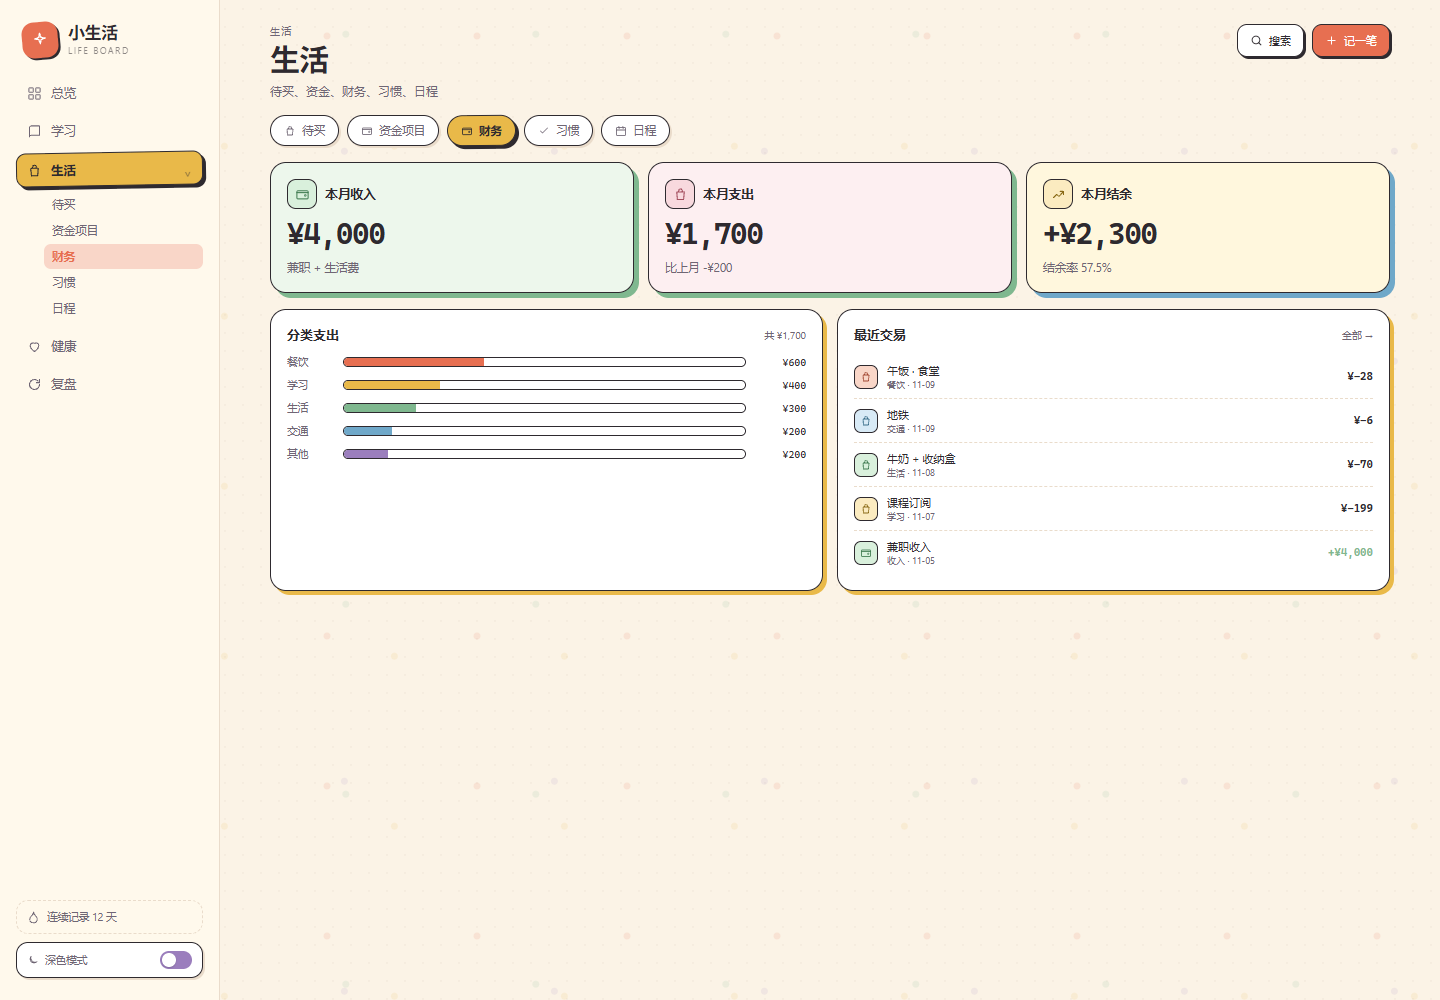 小生活
LIFE BOARD
总览
学习
生活
待买
资金项目
财务
习惯
日程
健康
复盘
连续记录 12 天
深色模式
生活
生活
待买、资金、财务、习惯、日程
搜索
记一笔
待买
资金项目
财务
习惯
日程
本月收入
¥4,000
兼职 + 生活费
本月支出
¥1,700
比上月 -¥200
本月结余
+¥2,300
结余率 57.5%
分类支出
共 ¥1,700
餐饮 ¥600
学习 ¥400
生活 ¥300
交通 ¥200
其他 ¥200
最近交易
全部 →
午饭 · 食堂
餐饮 · 11-09
¥-28
地铁
交通 · 11-09
¥-6
牛奶 + 收纳盒
生活 · 11-08
¥-70
课程订阅
学习 · 11-07
¥-199
兼职收入
收入 · 11-05
+¥4,000